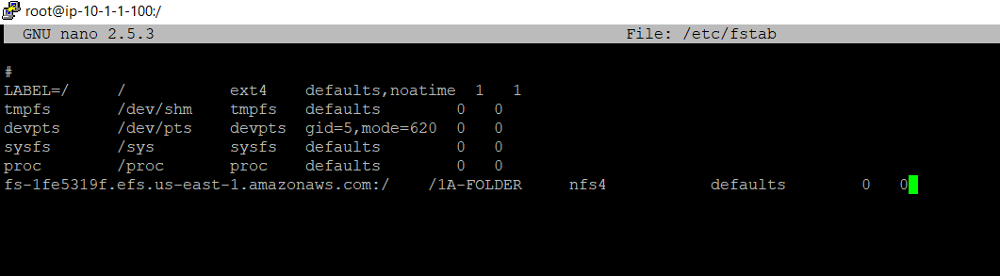 root@ip-10-1-1-100:/
GNU nano 2.5.3 File: /etc/fstab
#
LABEL=/ / ext4 defaults,noatime 1 1
tmpfs /dev/shm tmpfs defaults 0 0
devpts /dev/pts devpts gid=5,mode=620 0 0
sysfs /sys sysfs defaults 0 0
proc /proc proc defaults 0 0
fs-1fe5319f.efs.us-east-1.amazonaws.com:/ /1A-FOLDER nfs4 defaults 0 0